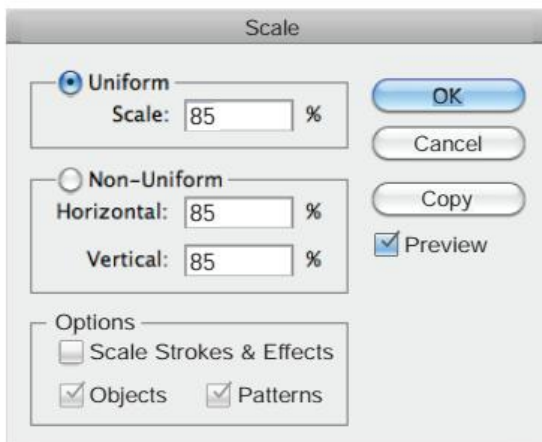 Scale
Uniform
Scale: 85 %
Non-Uniform
Horizontal: 85 %
Vertical: 85 %
Options
Scale Strokes & Effects
Objects Patterns
OK
Cancel
Copy
Preview